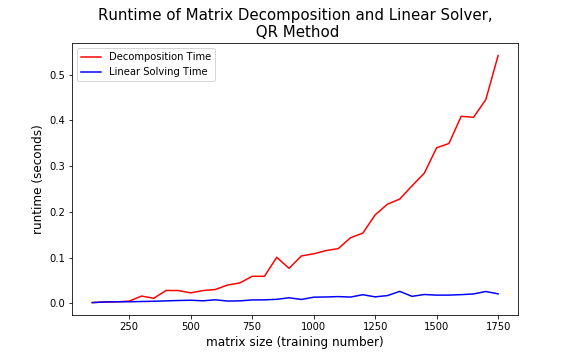 Runtime of Matrix Decomposition and Linear Solver,
QR Method
Decomposition Time
Linear Solving Time
runtime (seconds)
0.5
0.4
0.3
0.2
0.1
0.0
250 500 750 1000 1250 1500 1750
matrix size (training number)